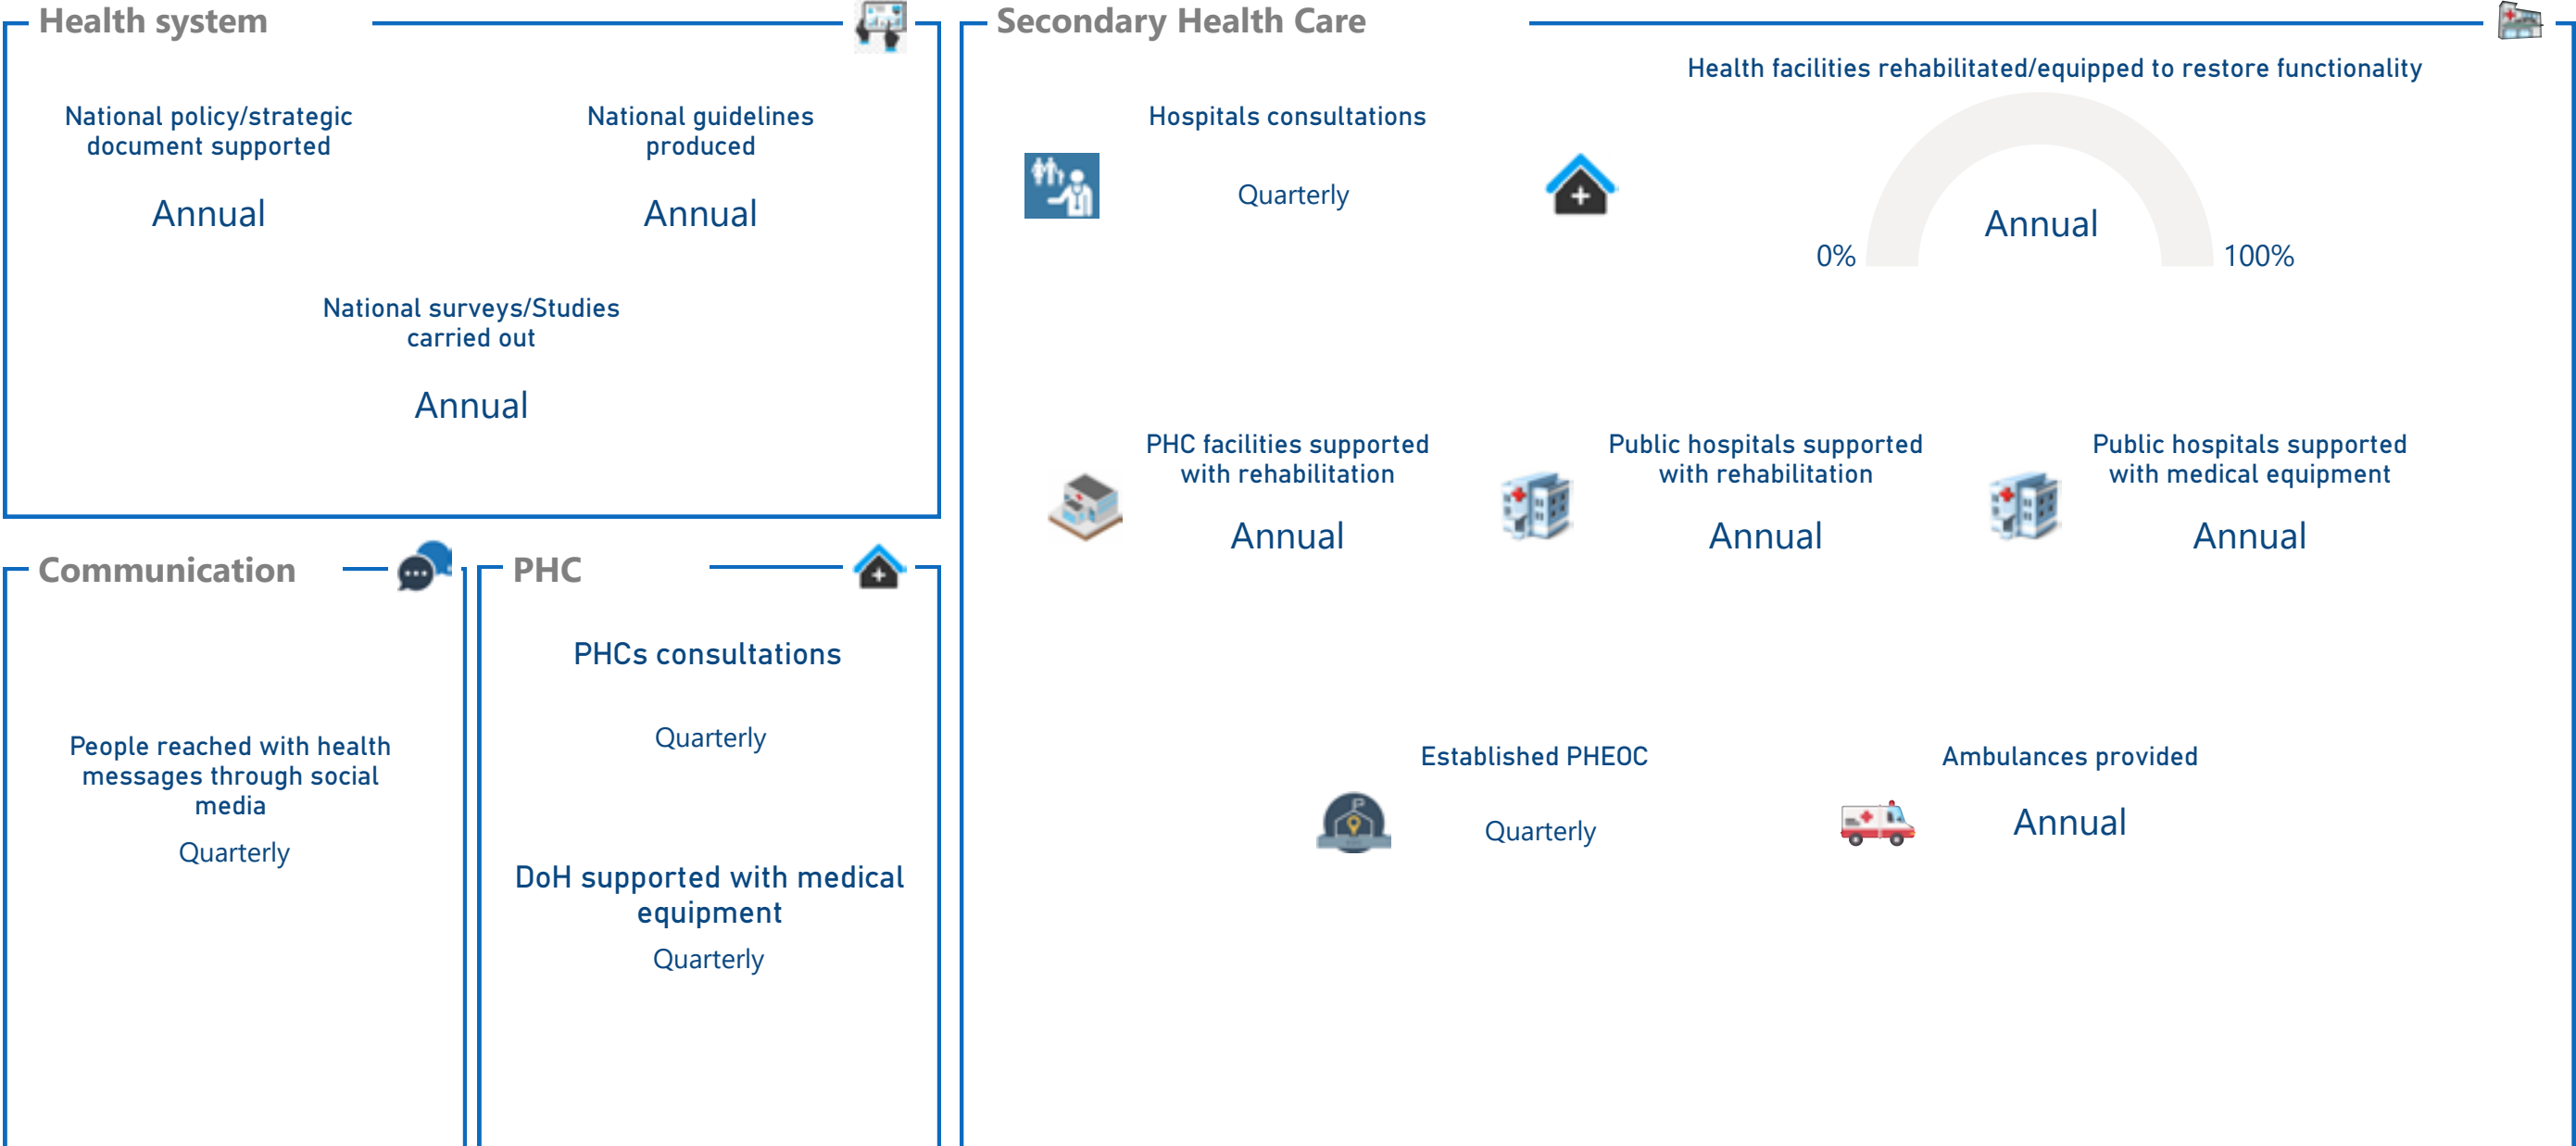 Health system
National policy/strategic
document supported
Annual
National guidelines
produced
Annual
National surveys/Studies
carried out
Annual
Secondary Health Care
Hospitals consultations
Quarterly
Health facilities rehabilitated/equipped to restore functionality
Annual
0%
100%
PHC facilities supported
with rehabilitation
Annual
Public hospitals supported
with rehabilitation
Annual
Public hospitals supported
with medical equipment
Annual
Established PHEOC
Quarterly
Ambulances provided
Annual
Communication
People reached with health
messages through social
media
Quarterly
PHC
PHCs consultations
Quarterly
DoH supported with medical
equipment
Quarterly